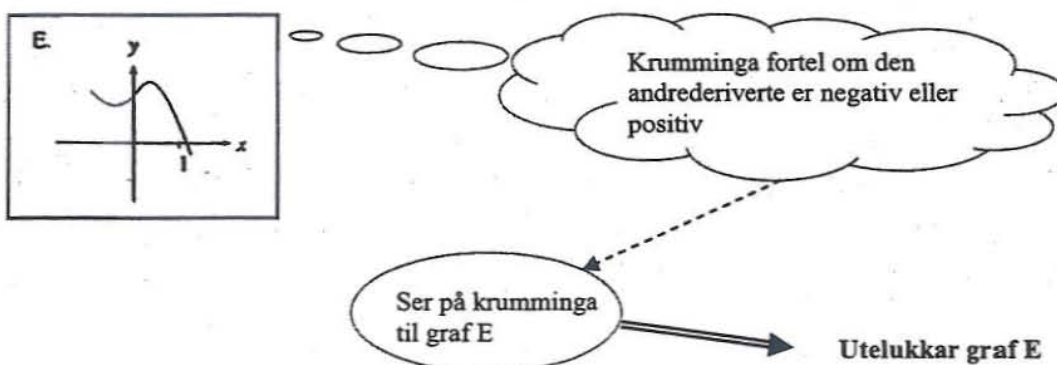 E.
y
x
1
Krumminga fortel om den
andrederiverte er negativ eller
positiv
Ser på krumminga
til graf E
Utelukkar graf E